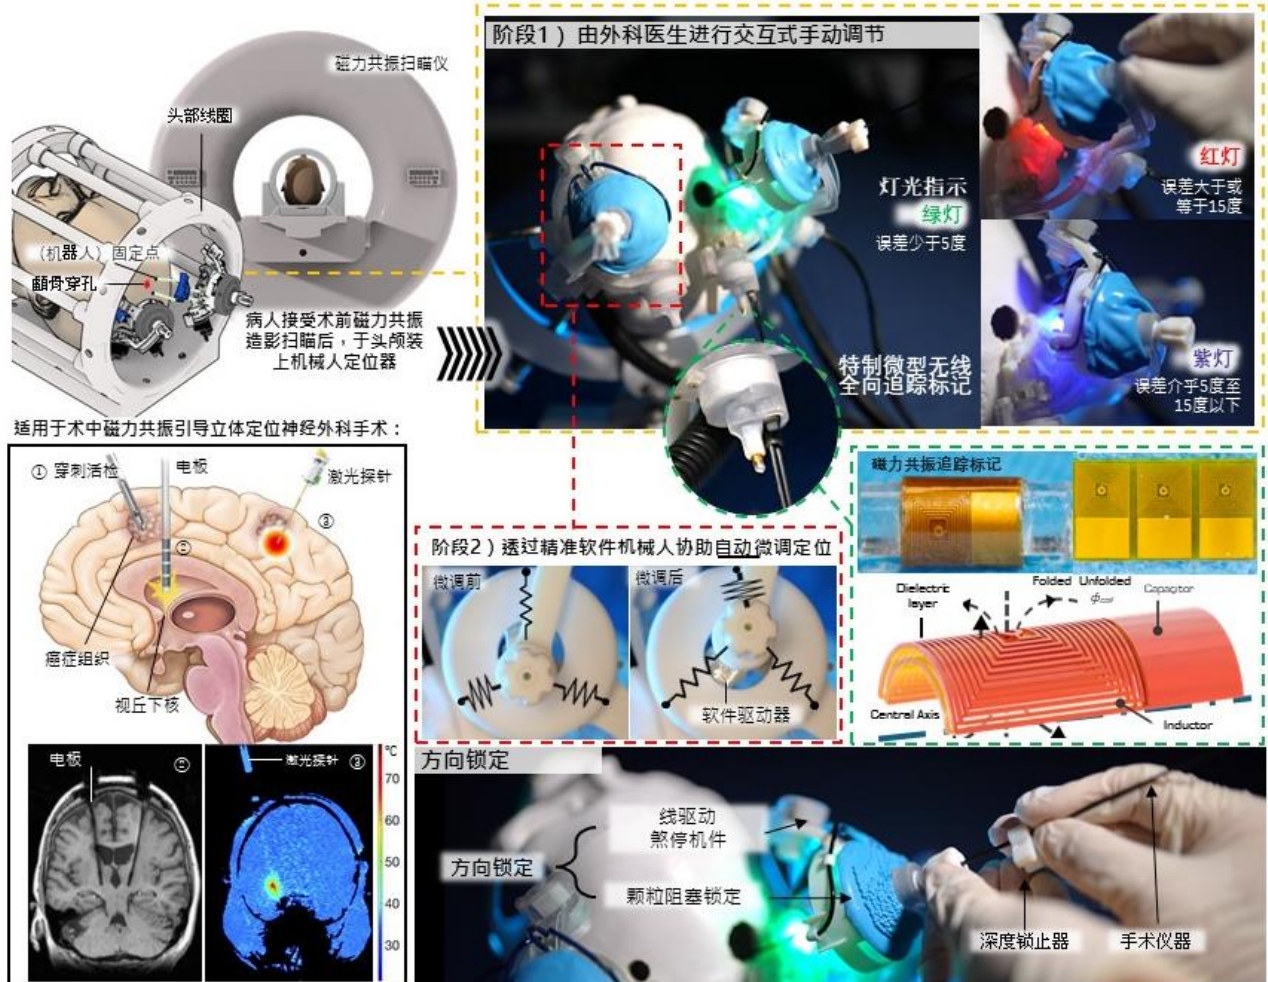 磁力共振扫瞄仪
头部线圈
(机器人) 固定点
颅骨穿孔
病人接受术前磁力共振
造影扫瞄后，于头颅装
上机械人定位器
阶段1）由外科医生进行交互式手动调节
灯光指示
绿灯
误差少于5度
红灯
误差大于或
等于15度
紫灯
误差介乎5度至
15度以下
特制微型无线
全向追踪标记
适用于术中磁力共振引导立体定位神经外科手术：
① 穿刺活检
电极
激光探针
②
③
癌症组织
视丘下核
电极
②
激光探针 ③
°C
70
60
50
40
30
阶段2）透过精准软件机械人协助自动微调定位
微调前
微调后
软件驱动器
磁力共振追踪标记
Dielectric
layer
Folded Unfolded
Capacitor
Central Axis
Inductor
方向锁定
线驱动
煞停机件
方向锁定
颗粒阻塞锁定
深度锁止器
手术仪器